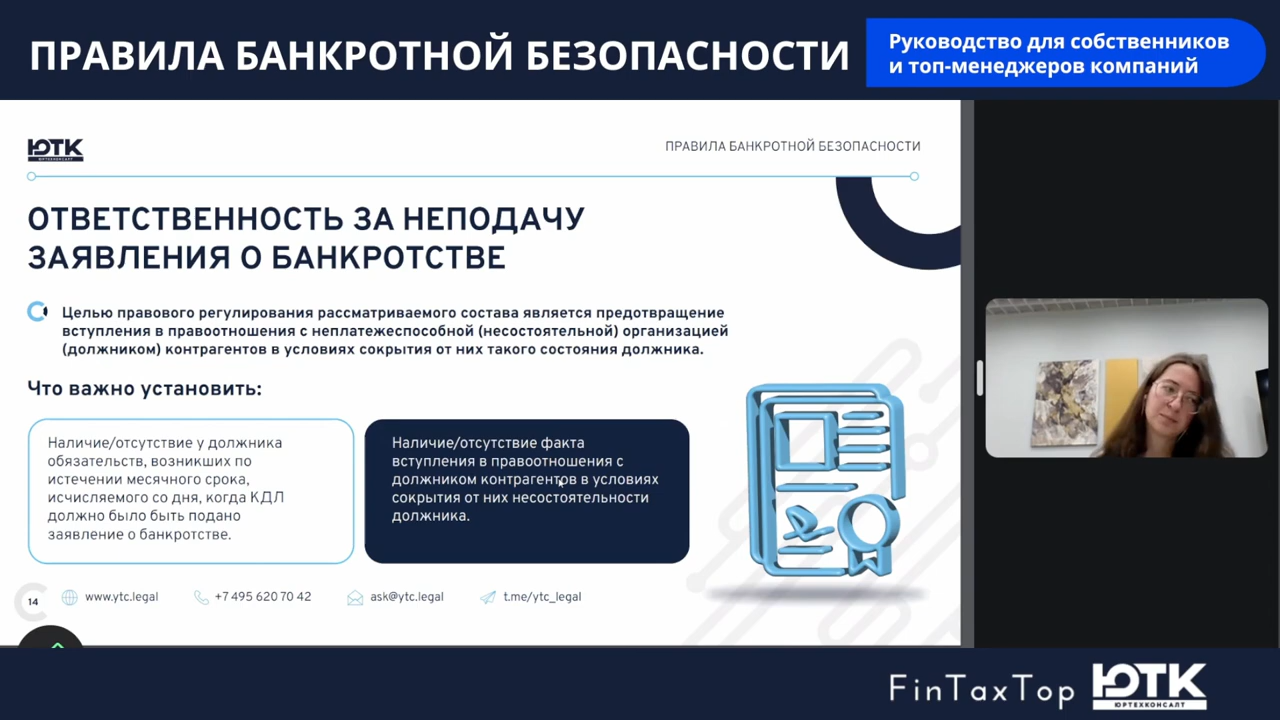 ПРАВИЛА БАНКРОТНОЙ БЕЗОПАСНОСТИ
Руководство для собственников
и топ-менеджеров компаний
ЮТК
ЮРТЕХКОНСАЛТ
ПРАВИЛА БАНКРОТНОЙ БЕЗОПАСНОСТИ
ОТВЕТСТВЕННОСТЬ ЗА НЕПОДАЧУ
ЗАЯВЛЕНИЯ О БАНКРОТСТВЕ
Целью правового регулирования рассматриваемого состава является предотвращение
вступления в правоотношения с неплатежеспособной (несостоятельной) организацией
(должником) контрагентов в условиях сокрытия от них такого состояния должника.
Что важно установить:
Наличие/отсутствие у должника
обязательств, возникших по
истечении месячного срока,
исчисляемого со дня, когда КДЛ
должно было быть подано
заявление о банкротстве.
Наличие/отсутствие факта
вступления в правоотношения с
должником контрагентов в условиях
сокрытия от них несостоятельности
должника.
14
www.ytc.legal
+7 495 620 70 42
ask@ytc.legal
t.me/ytc_legal
FinTaxTop
ЮТК
ЮРТЕХКОНСАЛТ